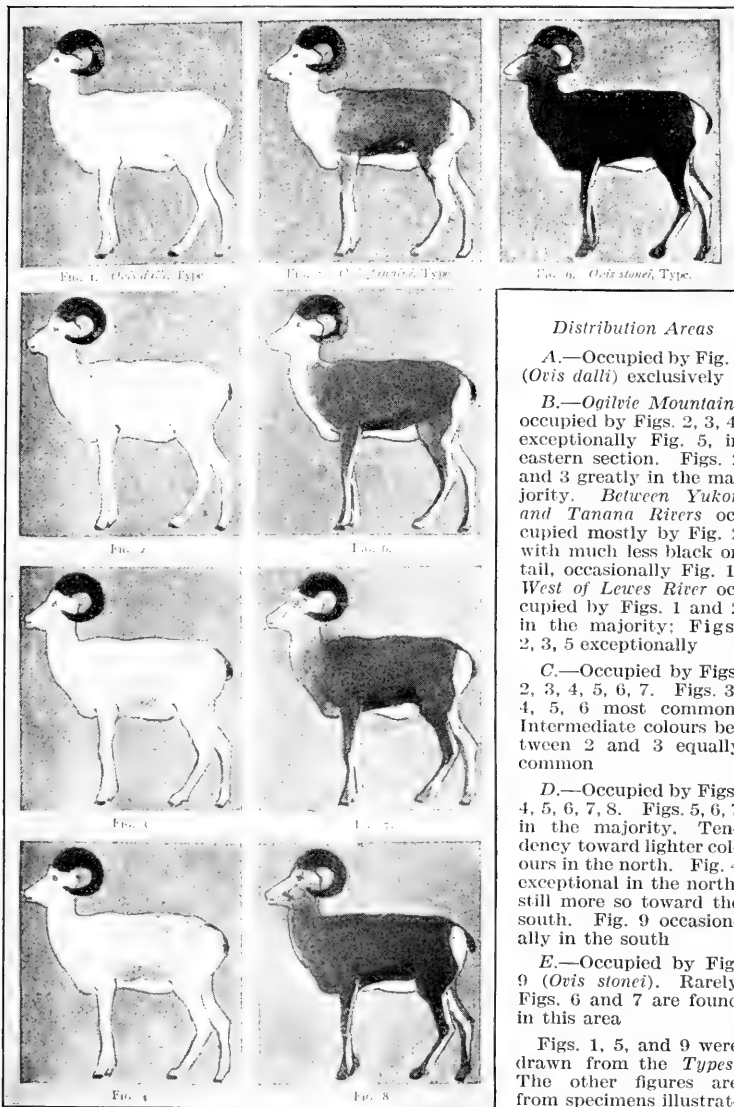 FIG. 1. Ovis dalli, Type.
FIG. Type.
FIG. 9. Ovis stonei, Type.
FIG. 2.
FIG. 6.
FIG. 3
FIG. 7.
FIG. 4
FIG. 8
Distribution Areas
A.—Occupied by Fig.
(Ovis dalli) exclusively
B.—Ogilvie Mountain
occupied by Figs. 2, 3, 4
exceptionally Fig. 5, in
eastern section. Figs. 2
and 3 greatly in the ma
jority. Between Yukon
and Tanana Rivers oc
cupied mostly by Fig. 2
with much less black on
tail, occasionally Fig. 1.
West of Lewes River oc
cupied by Figs. 1 and 2
in the majority; Figs.
2, 3, 5 exceptionally
C.—Occupied by Figs.
2, 3, 4, 5, 6, 7. Figs. 3,
4, 5, 6 most common.
Intermediate colours be
tween 2 and 3 equally
common
D.—Occupied by Figs.
4, 5, 6, 7, 8. Figs. 5, 6, 7
in the majority. Ten
dency toward lighter col
ours in the north. Fig. 4
exceptional in the north,
still more so toward the
south. Fig. 9 occasion
ally in the south
E.—Occupied by Fig.
9 (Ovis stonei). Rarely
Figs. 6 and 7 are found
in this area
Figs. 1, 5, and 9 were
drawn from the Types.
The other figures are
from specimens illustrat-